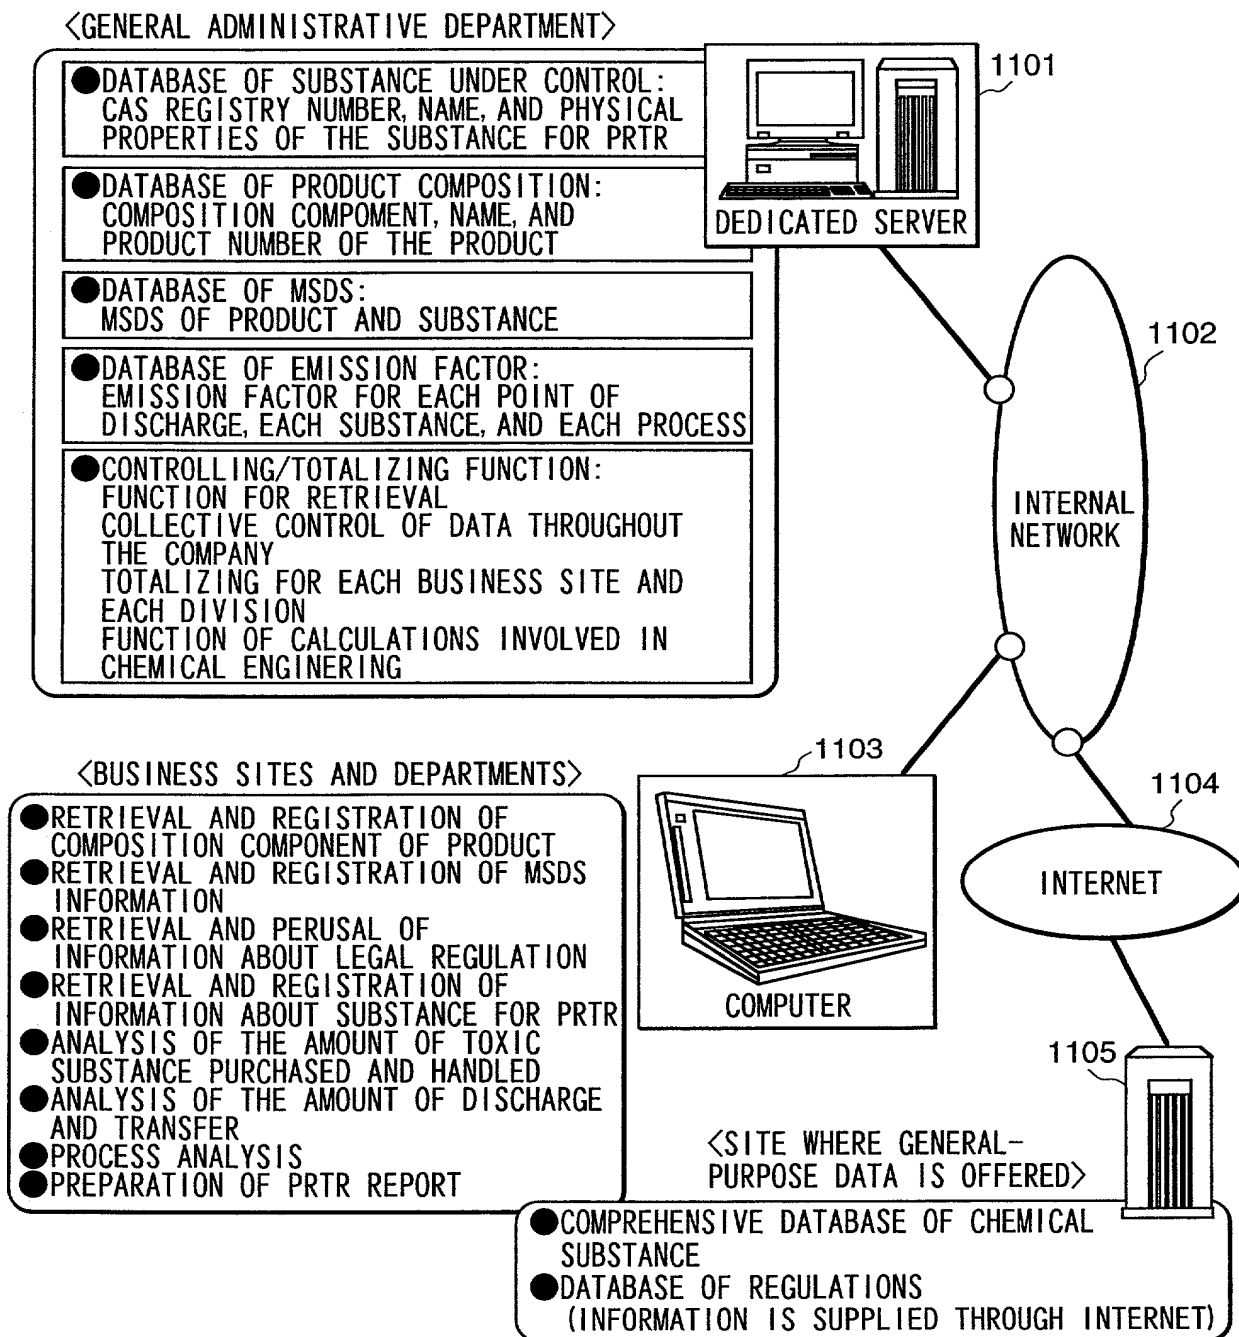 <GENERAL ADMINISTRATIVE DEPARTMENT>
●DATABASE OF SUBSTANCE UNDER CONTROL:
CAS REGISTRY NUMBER, NAME, AND PHYSICAL
PROPERTIES OF THE SUBSTANCE FOR PRTR
●DATABASE OF PRODUCT COMPOSITION:
COMPOSITION COMPOMENT, NAME, AND
PRODUCT NUMBER OF THE PRODUCT
●DATABASE OF MSDS:
MSDS OF PRODUCT AND SUBSTANCE
●DATABASE OF EMISSION FACTOR:
EMISSION FACTOR FOR EACH POINT OF
DISCHARGE, EACH SUBSTANCE, AND EACH PROCESS
●CONTROLLING/TOTALIZING FUNCTION:
FUNCTION FOR RETRIEVAL
COLLECTIVE CONTROL OF DATA THROUGHOUT
THE COMPANY
TOTALIZING FOR EACH BUSINESS SITE AND
EACH DIVISION
FUNCTION OF CALCULATIONS INVOLVED IN
CHEMICAL ENGINERING
1101
DEDICATED SERVER
1102
INTERNAL
NETWORK
1103
COMPUTER
1104
INTERNET
<BUSINESS SITES AND DEPARTMENTS>
●RETRIEVAL AND REGISTRATION OF
COMPOSITION COMPONENT OF PRODUCT
●RETRIEVAL AND REGISTRATION OF MSDS
INFORMATION
●RETRIEVAL AND PERUSAL OF
INFORMATION ABOUT LEGAL REGULATION
●RETRIEVAL AND REGISTRATION OF
INFORMATION ABOUT SUBSTANCE FOR PRTR
●ANALYSIS OF THE AMOUNT OF TOXIC
SUBSTANCE PURCHASED AND HANDLED
●ANALYSIS OF THE AMOUNT OF DISCHARGE
AND TRANSFER
●PROCESS ANALYSIS
●PREPARATION OF PRTR REPORT
1105
<SITE WHERE GENERAL-
PURPOSE DATA IS OFFERED>
●COMPREHENSIVE DATABASE OF CHEMICAL
SUBSTANCE
●DATABASE OF REGULATIONS
(INFORMATION IS SUPPLIED THROUGH INTERNET)